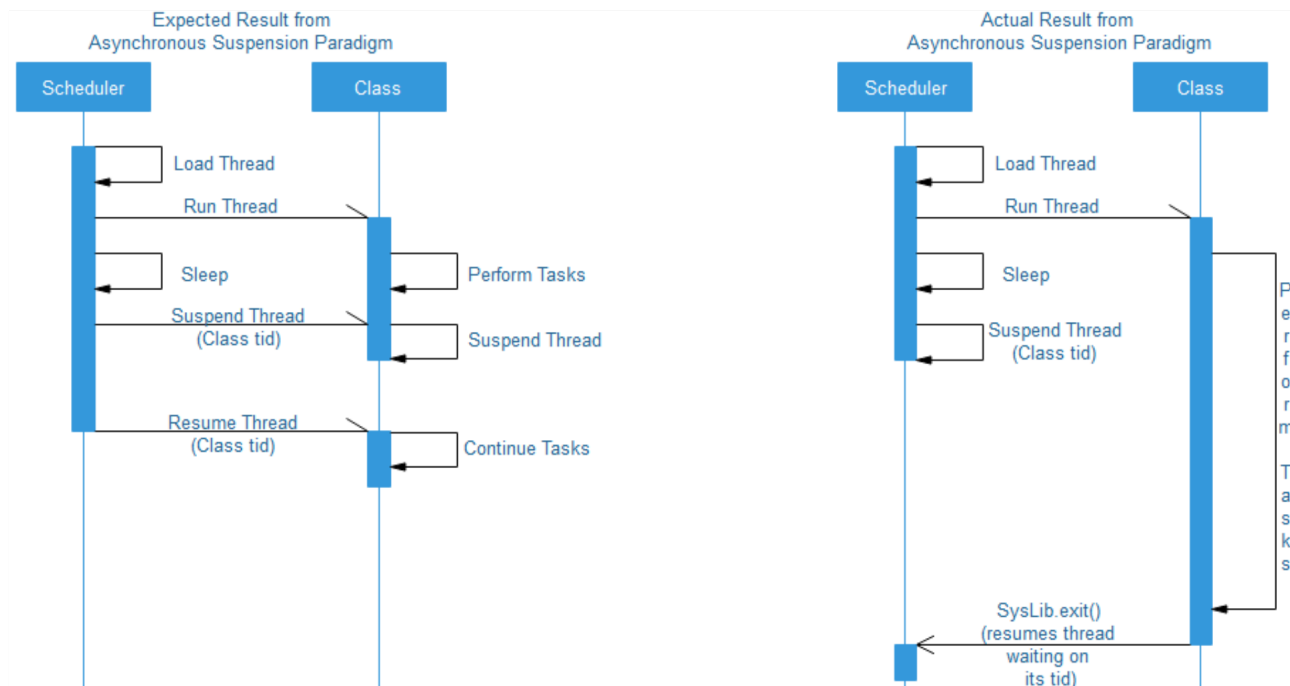 Expected Result from
Asynchronous Suspension Paradigm
Scheduler
Class
Load Thread
Run Thread
Sleep
Perform Tasks
Suspend Thread
(Class tid)
Suspend Thread
Resume Thread
(Class tid)
Continue Tasks
Actual Result from
Asynchronous Suspension Paradigm
Scheduler
Class
Load Thread
Run Thread
Sleep
Suspend Thread
(Class tid)
SysLib.exit()
(resumes thread
waiting on
its tid)